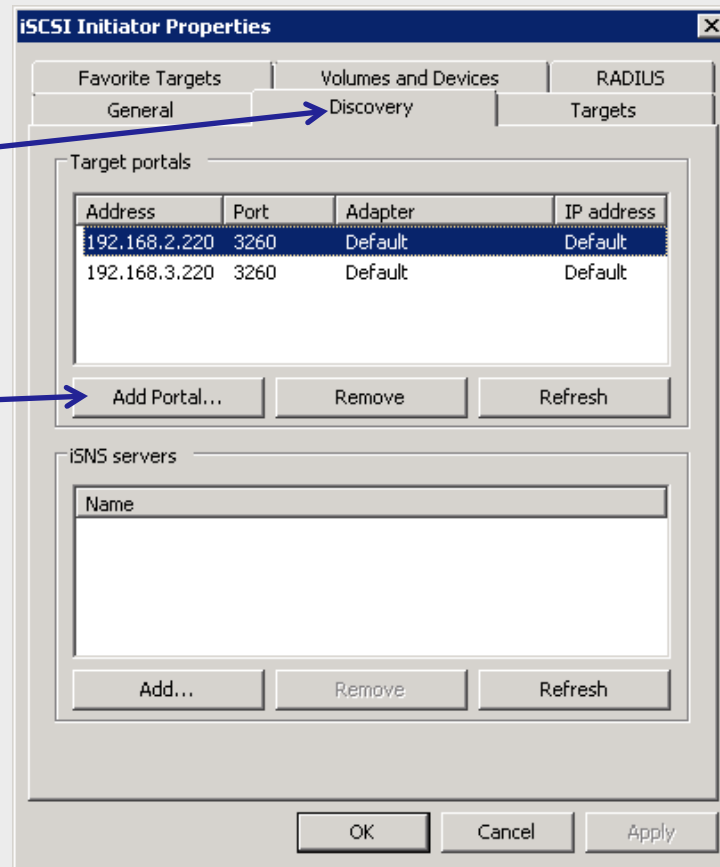 iSCSI Initiator Properties
Favorite Targets Volumes and Devices RADIUS
General Discovery Targets
Target portals
Address Port Adapter IP address
192.168.2.220 3260 Default Default
192.168.3.220 3260 Default Default
Add Portal... Remove Refresh
iSNS servers
Name
Add... Remove Refresh
OK Cancel Apply